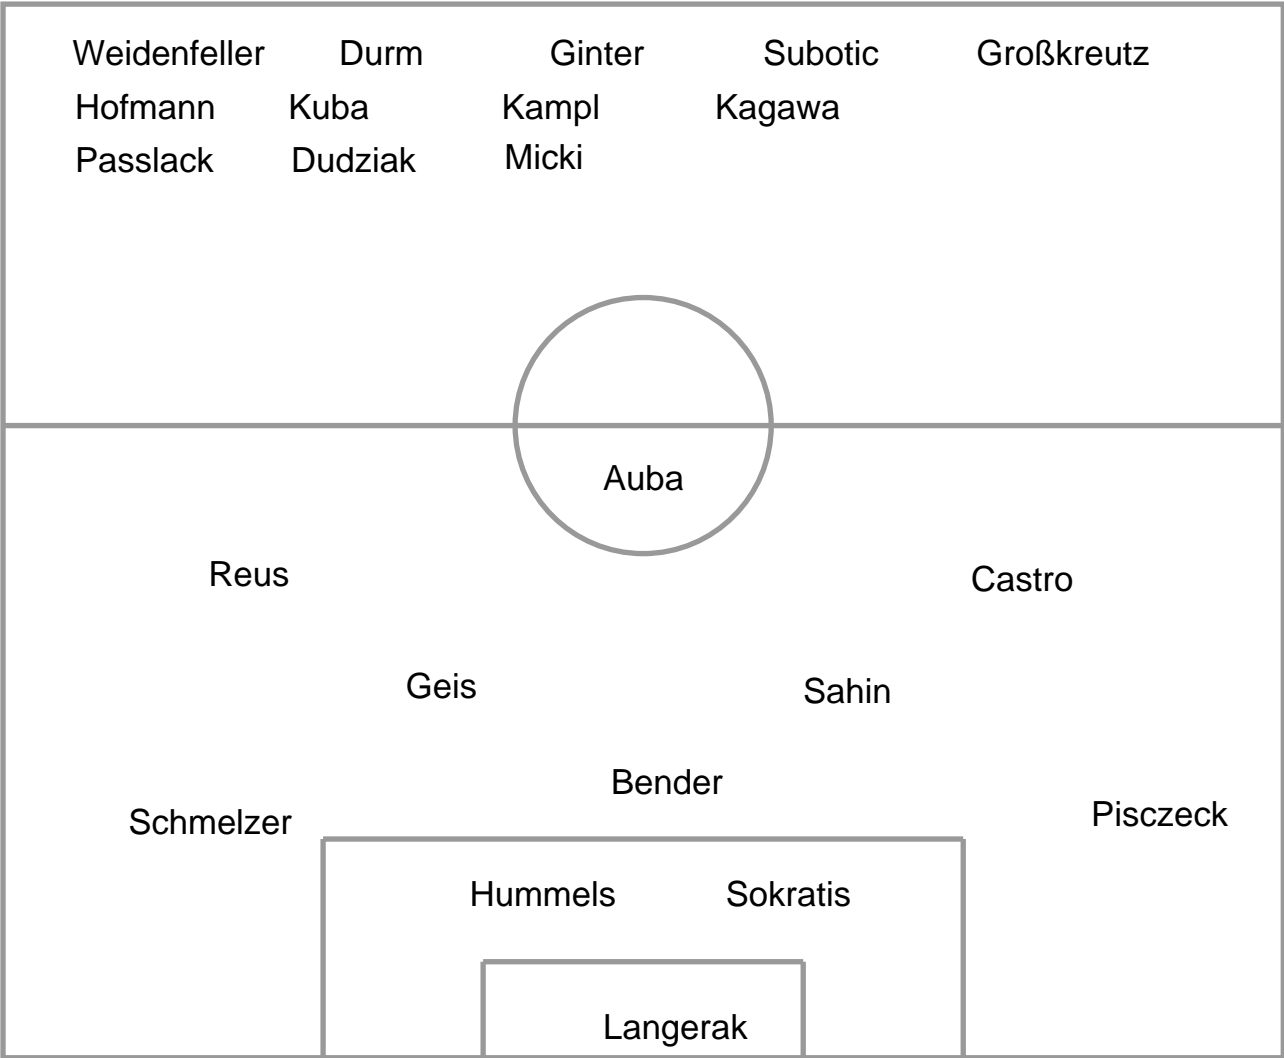 Weidenfeller Durm Ginter Subotic Großkreutz
Hofmann Kuba Kampl Kagawa
Passlack Dudziak Micki
Auba
Reus Castro
Geis Sahin
Bender
Schmelzer Pisczeck
Hummels Sokratis
Langerak